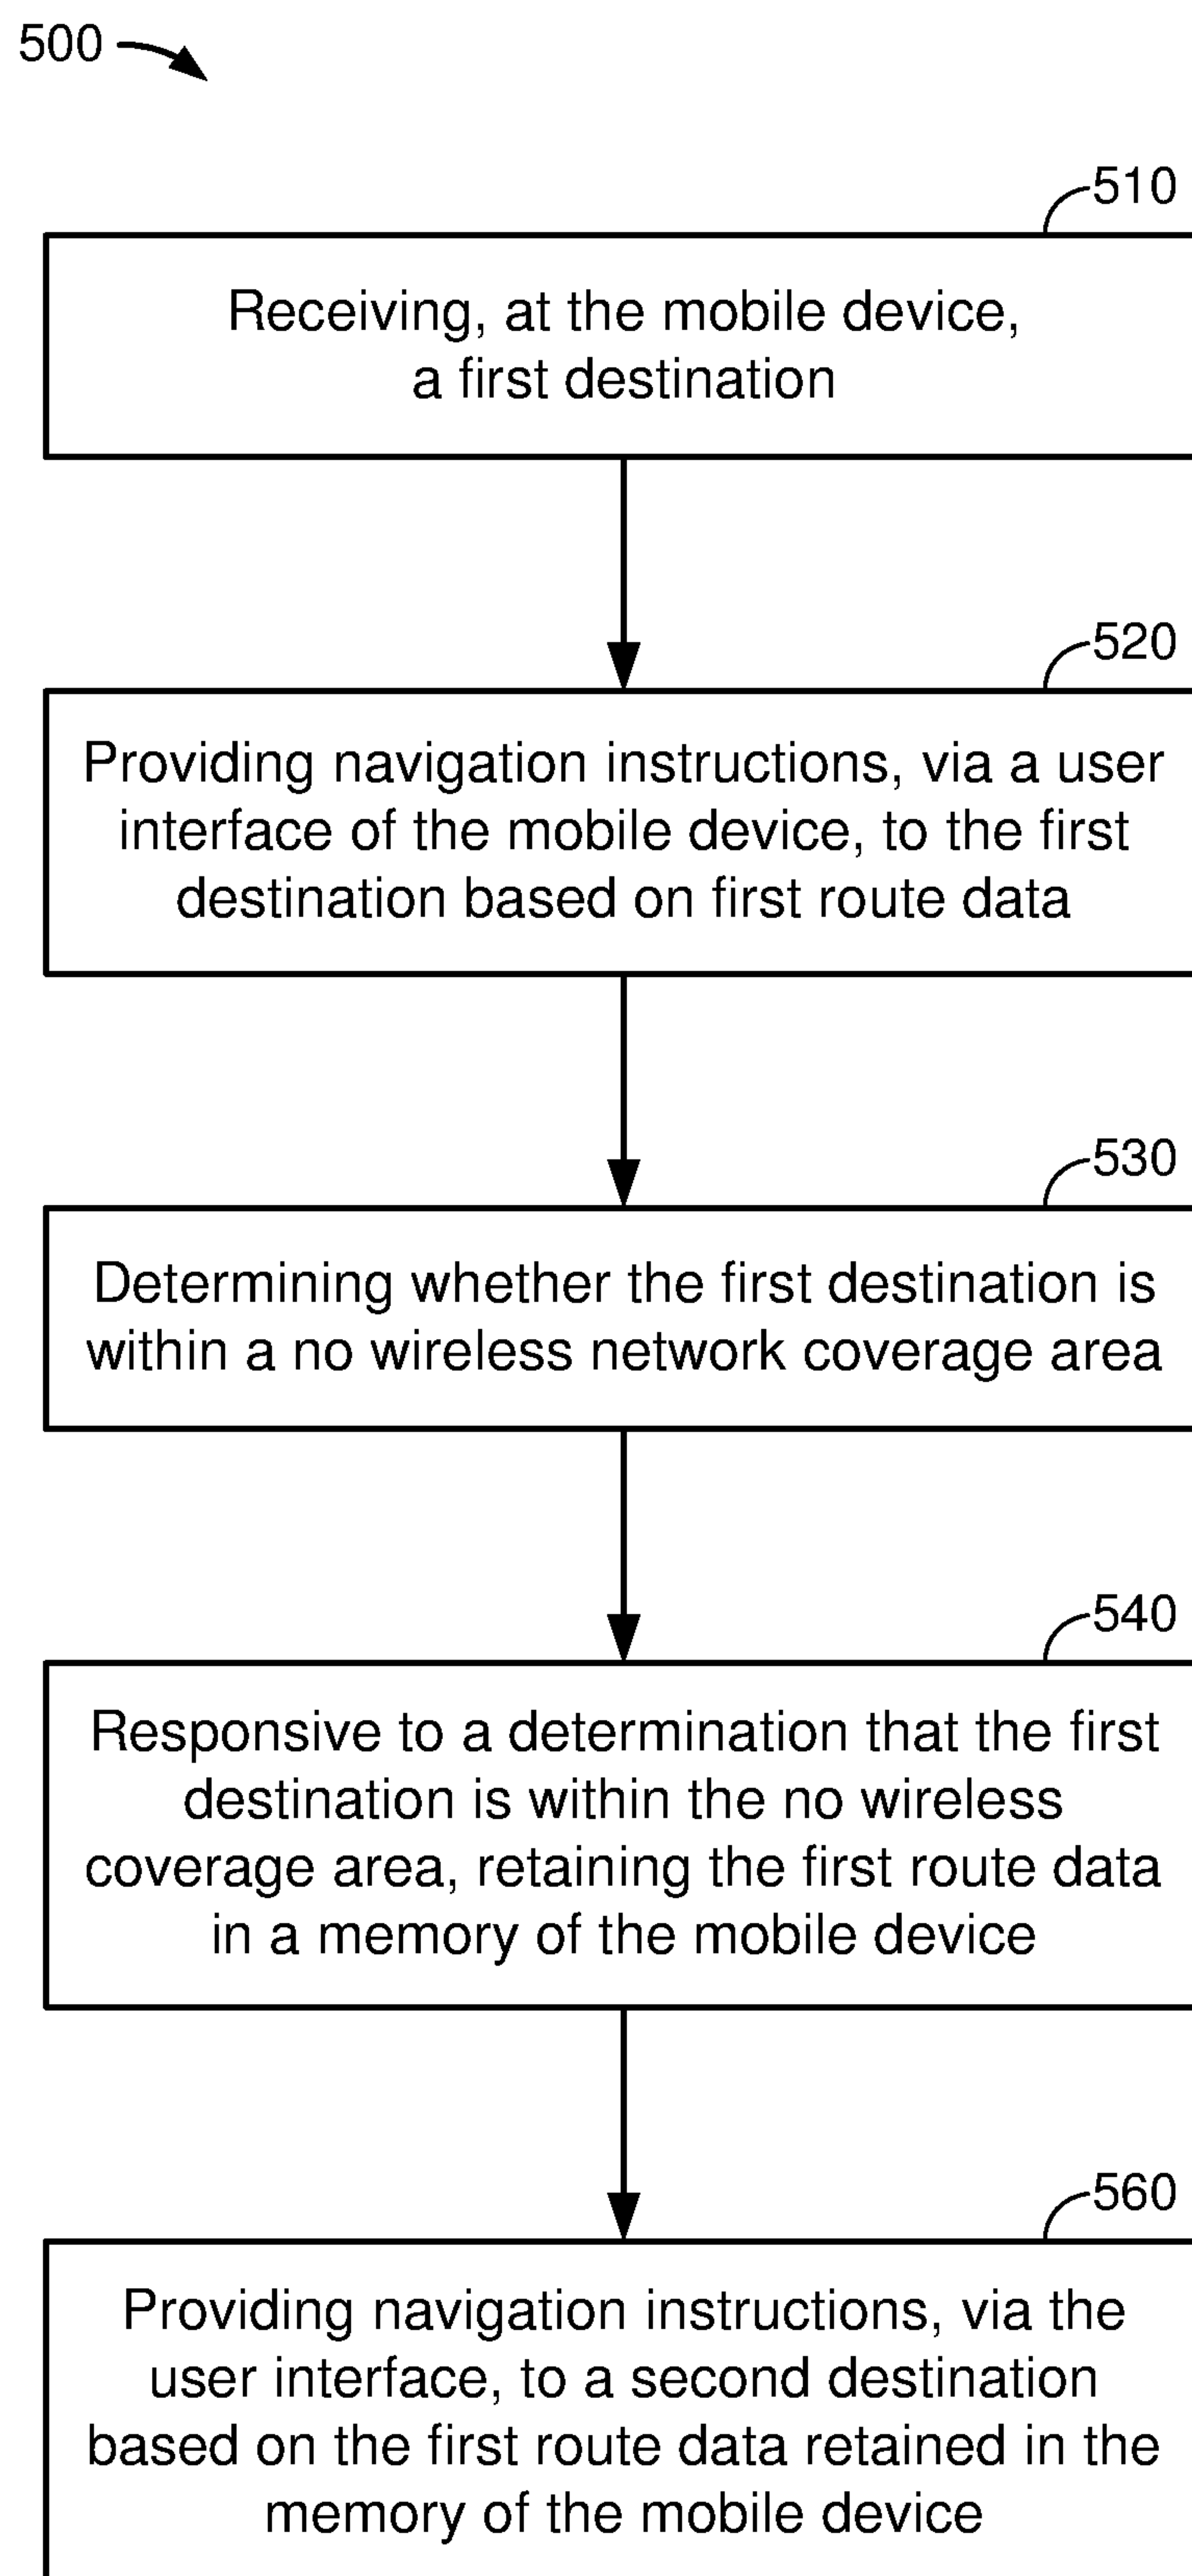 500
510
Receiving, at the mobile device,
a first destination
520
Providing navigation instructions, via a user
interface of the mobile device, to the first
destination based on first route data
530
Determining whether the first destination is
within a no wireless network coverage area
540
Responsive to a determination that the first
destination is within the no wireless
coverage area, retaining the first route data
in a memory of the mobile device
560
Providing navigation instructions, via the
user interface, to a second destination
based on the first route data retained in the
memory of the mobile device